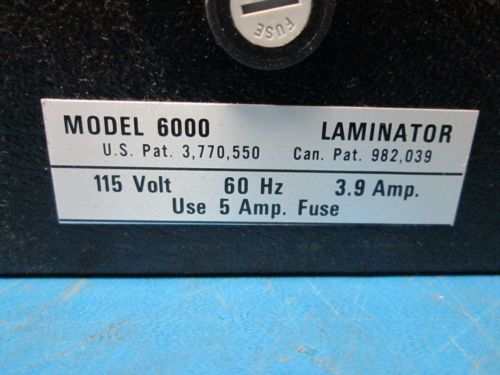 FUSE
MODEL 6000 LAMINATOR
U.S. Pat. 3,770,550 Can. Pat. 982,039
115 Volt 60 Hz 3.9 Amp.
Use 5 Amp. Fuse